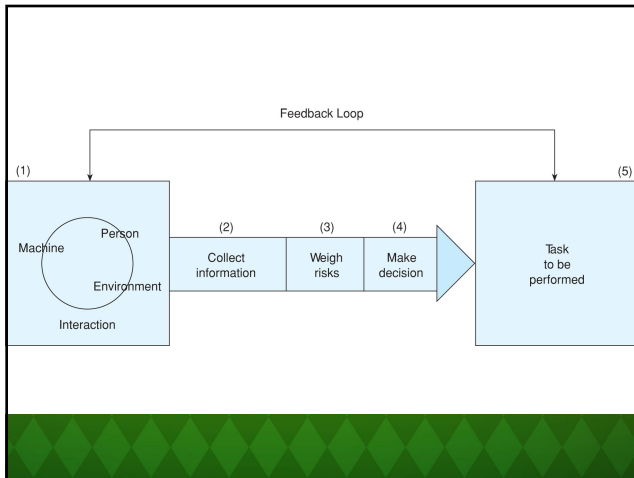 Feedback Loop
(1)
(5)
Person
Machine
Environment
Interaction
(2)
Collect
information
(3)
Weigh
risks
(4)
Make
decision
Task
to be
performed